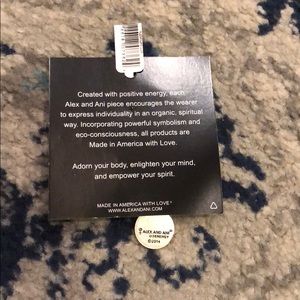 Created with positive energy, each
Alex and Ani piece encourages the wearer
to express individuality in an organic, spiritual
way. Incorporating powerful symbolism and
eco-consciousness, all products are
Made in America with Love.
Adorn your body, enlighten your mind,
and empower your spirit.
MADE IN AMERICA WITH LOVE®
WWW.ALEXANDANI.COM
ALEX AND ANI
©2014